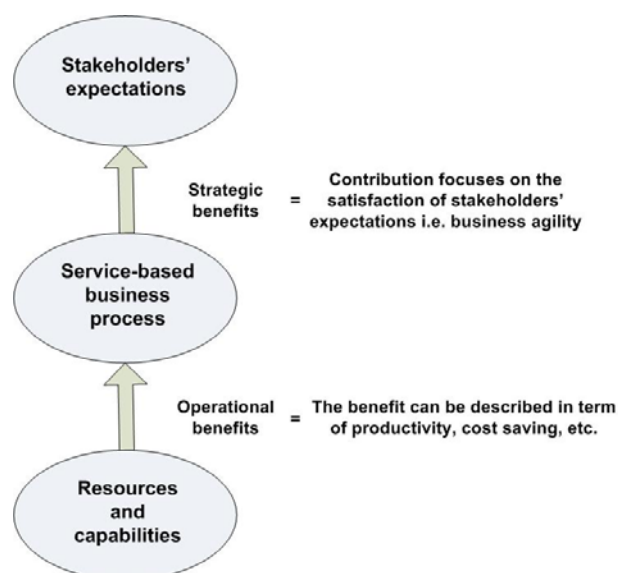 Stakeholders'
expectations
Strategic
benefits
=
Contribution focuses on the
satisfaction of stakeholders'
expectations i.e. business agility
Service-based
business
process
Operational
benefits
=
The benefit can be described in term
of productivity, cost saving, etc.
Resources
and
capabilities